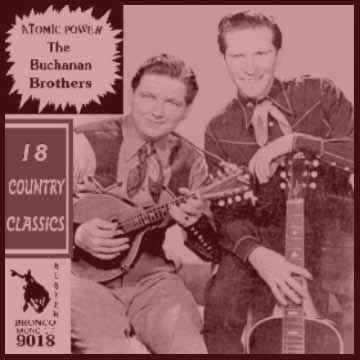 ATOMIC POWER
The
Buchanan
Brothers
18
COUNTRY
CLASSICS
BRONCO
9018